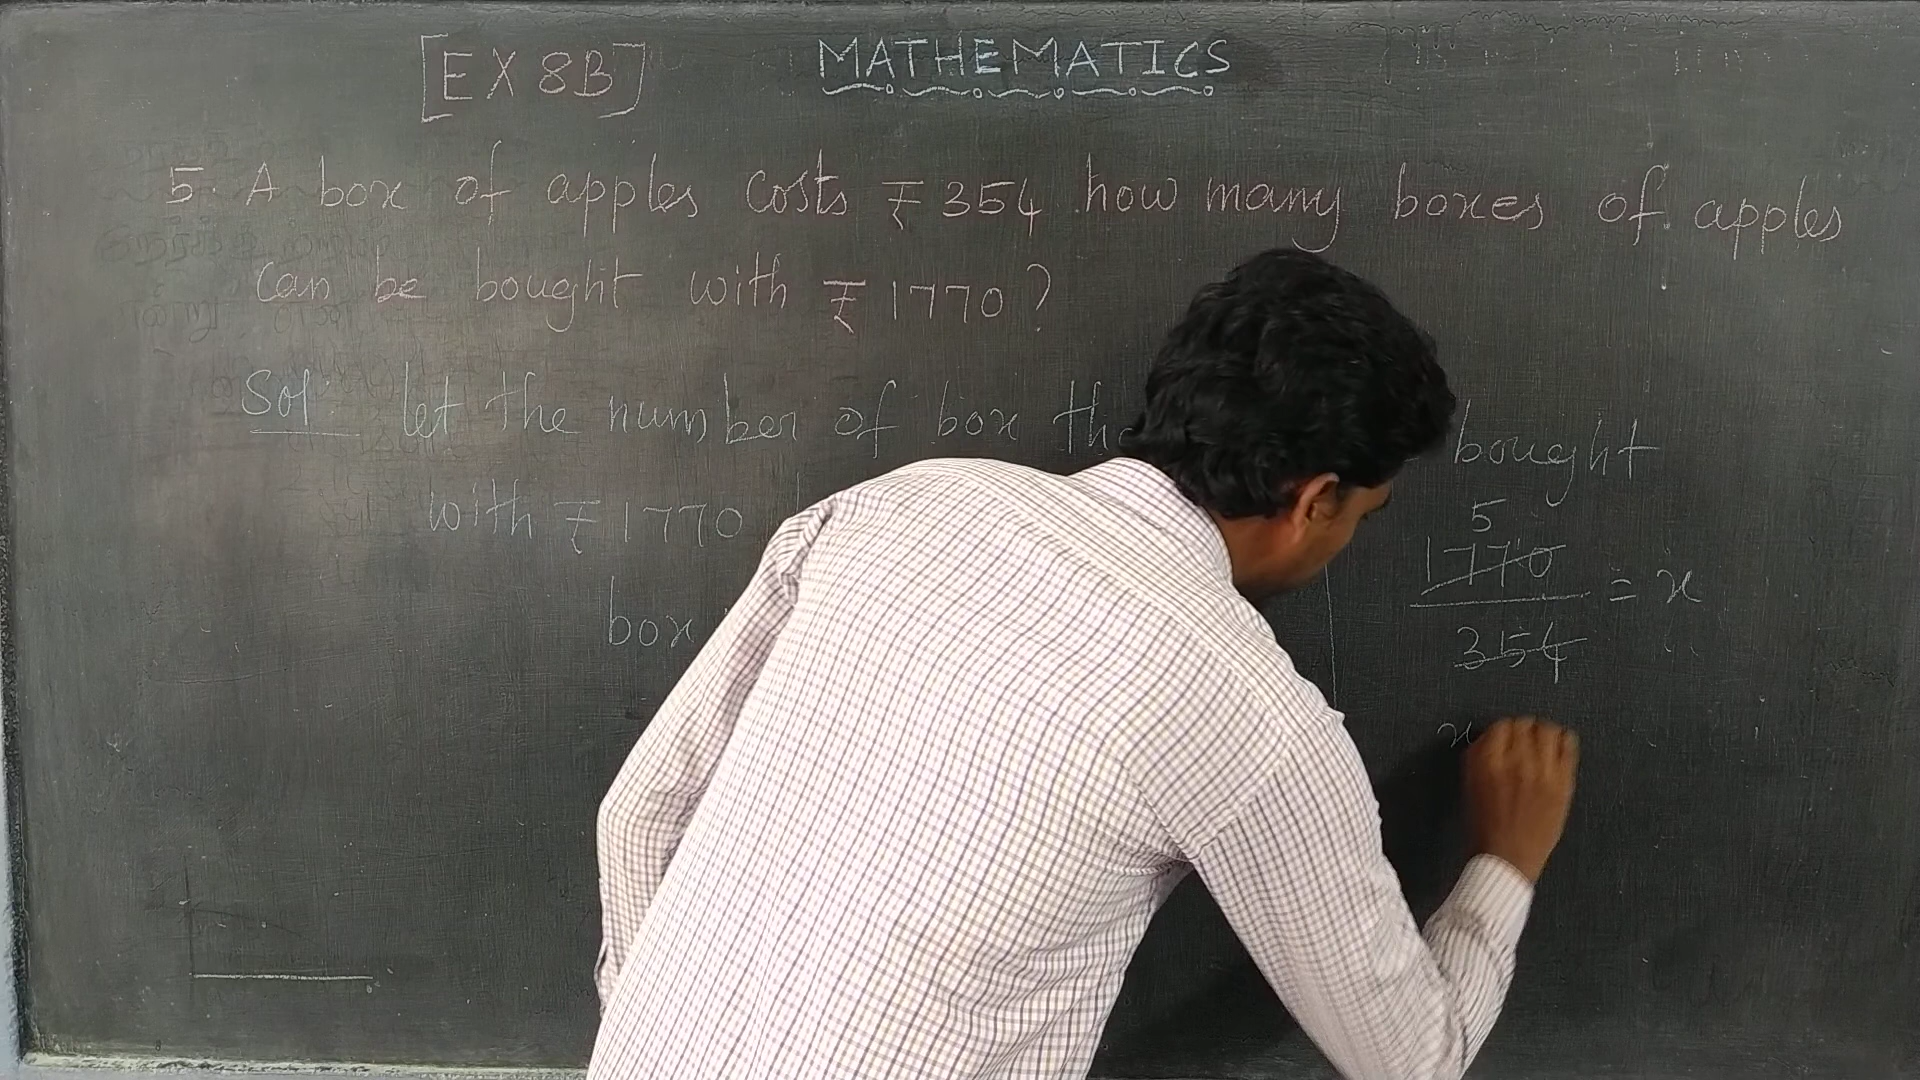 [EX 8B] MATHEMATICS
5. A box of apples costs ₹ 354 how many boxes of apples
can be bought with ₹ 1770?
Sol: let the number of box bought
with ₹ 1770
5
1770
= x
354
box
x